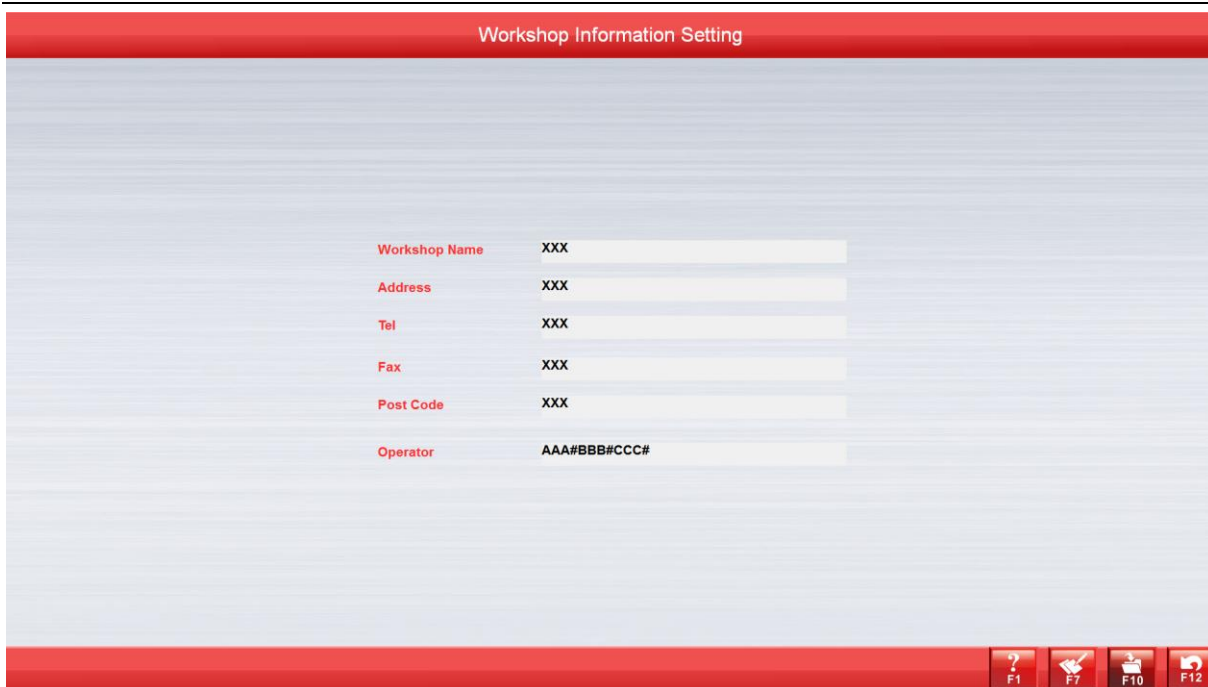 Workshop Information Setting
Workshop Name XXX
Address XXX
Tel XXX
Fax XXX
Post Code XXX
Operator AAA#BBB#CCC#
? 
F1 F7 F10 F12